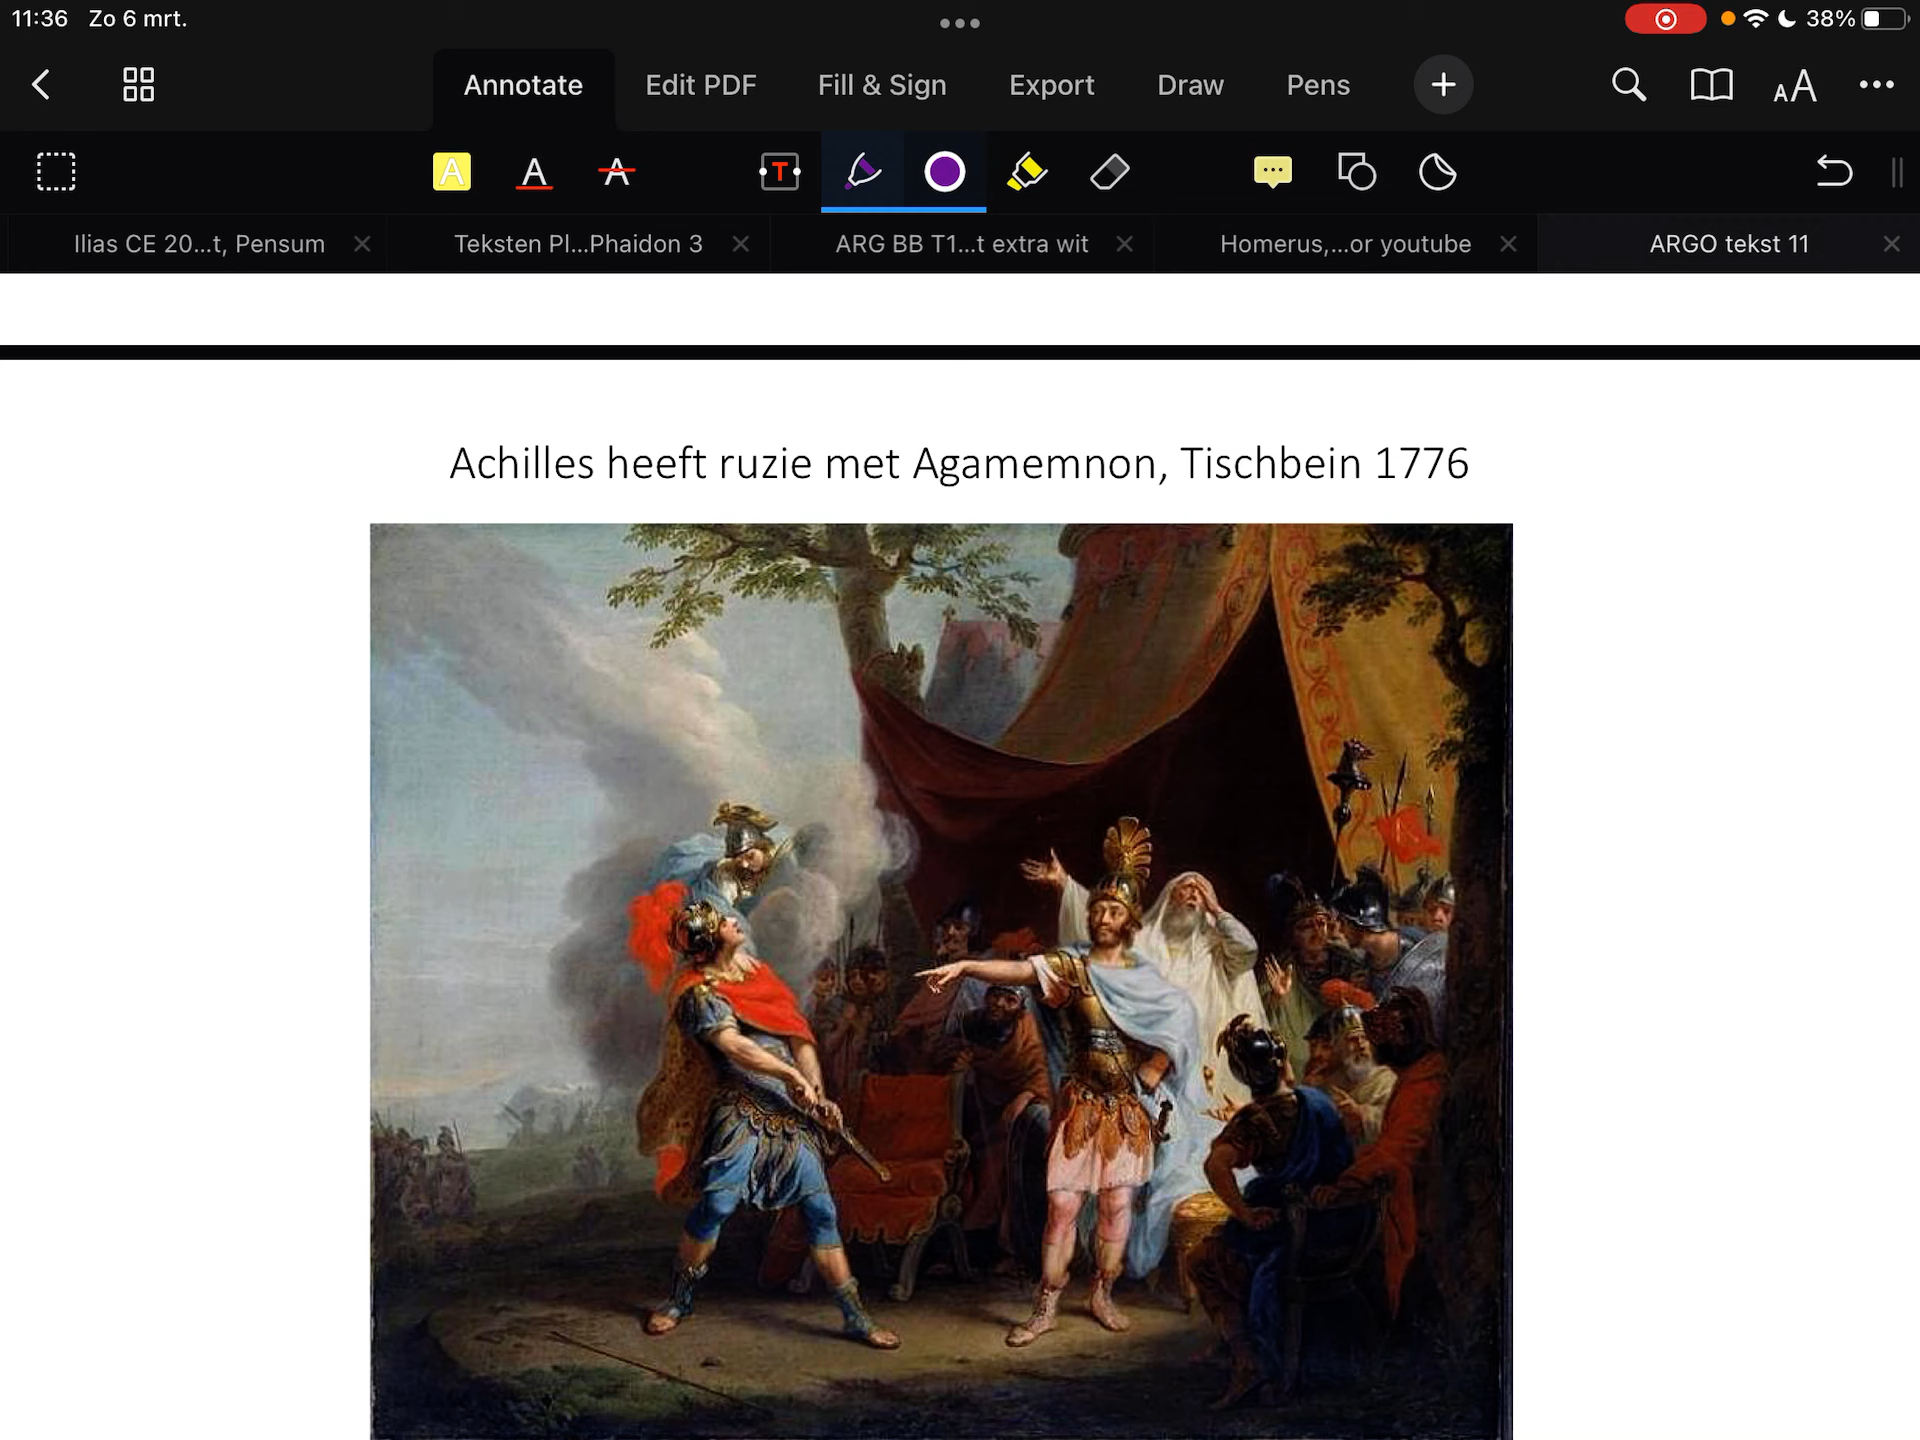 11:36 Zo 6 mrt. 38%
Annotate Edit PDF Fill & Sign Export Draw Pens AA
A A A T
Ilias CE 20...t, Pensum Teksten Pl...Phaidon 3 ARG BB T1...t extra wit Homerus,...or youtube ARGO tekst 11
Achilles heeft ruzie met Agamemnon, Tischbein 1776